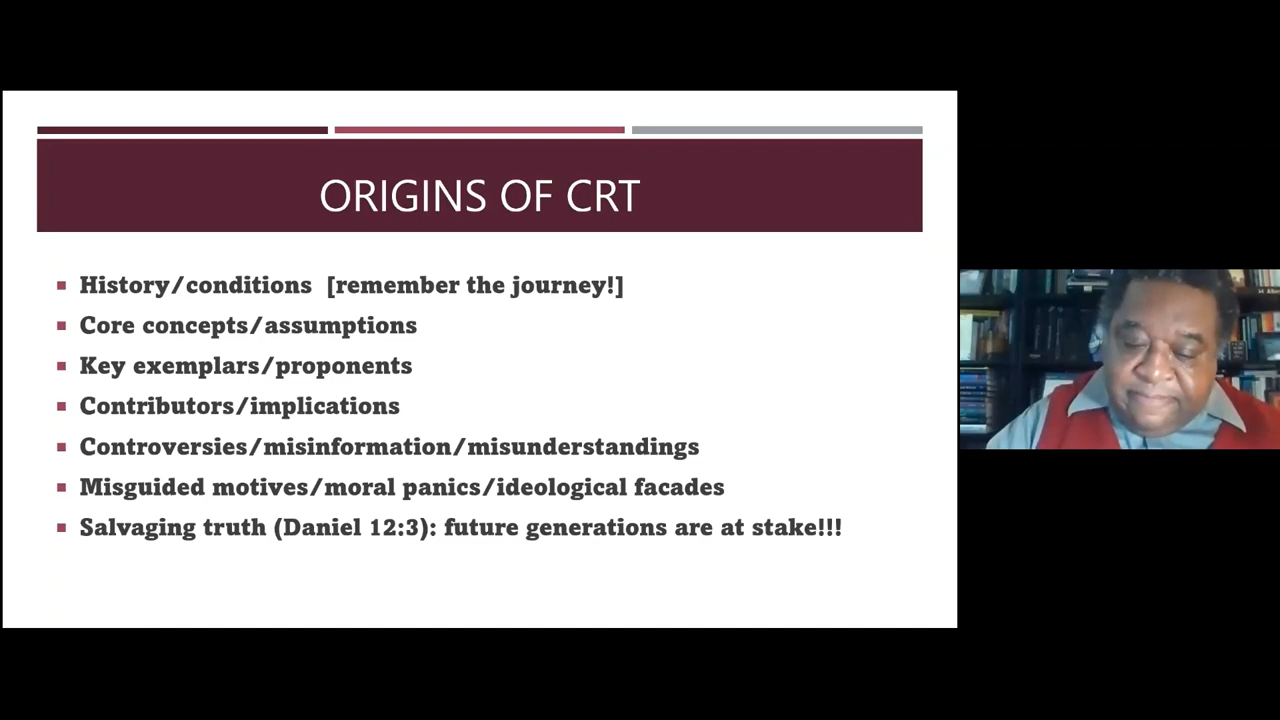 ORIGINS OF CRT
History/conditions [remember the journey!]
Core concepts/assumptions
Key exemplars/proponents
Contributors/implications
Controversies/misinformation/misunderstandings
Misguided motives/moral panics/ideological facades
Salvaging truth (Daniel 12:3): future generations are at stake!!!